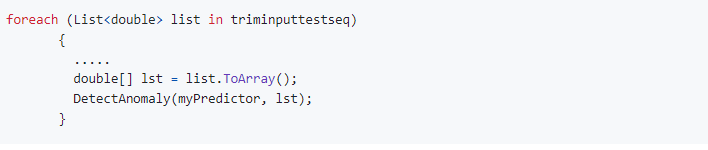 foreach (List<double> list in triminputtestseq)
{
.....
double[] lst = list.ToArray();
DetectAnomaly(myPredictor, lst);
}